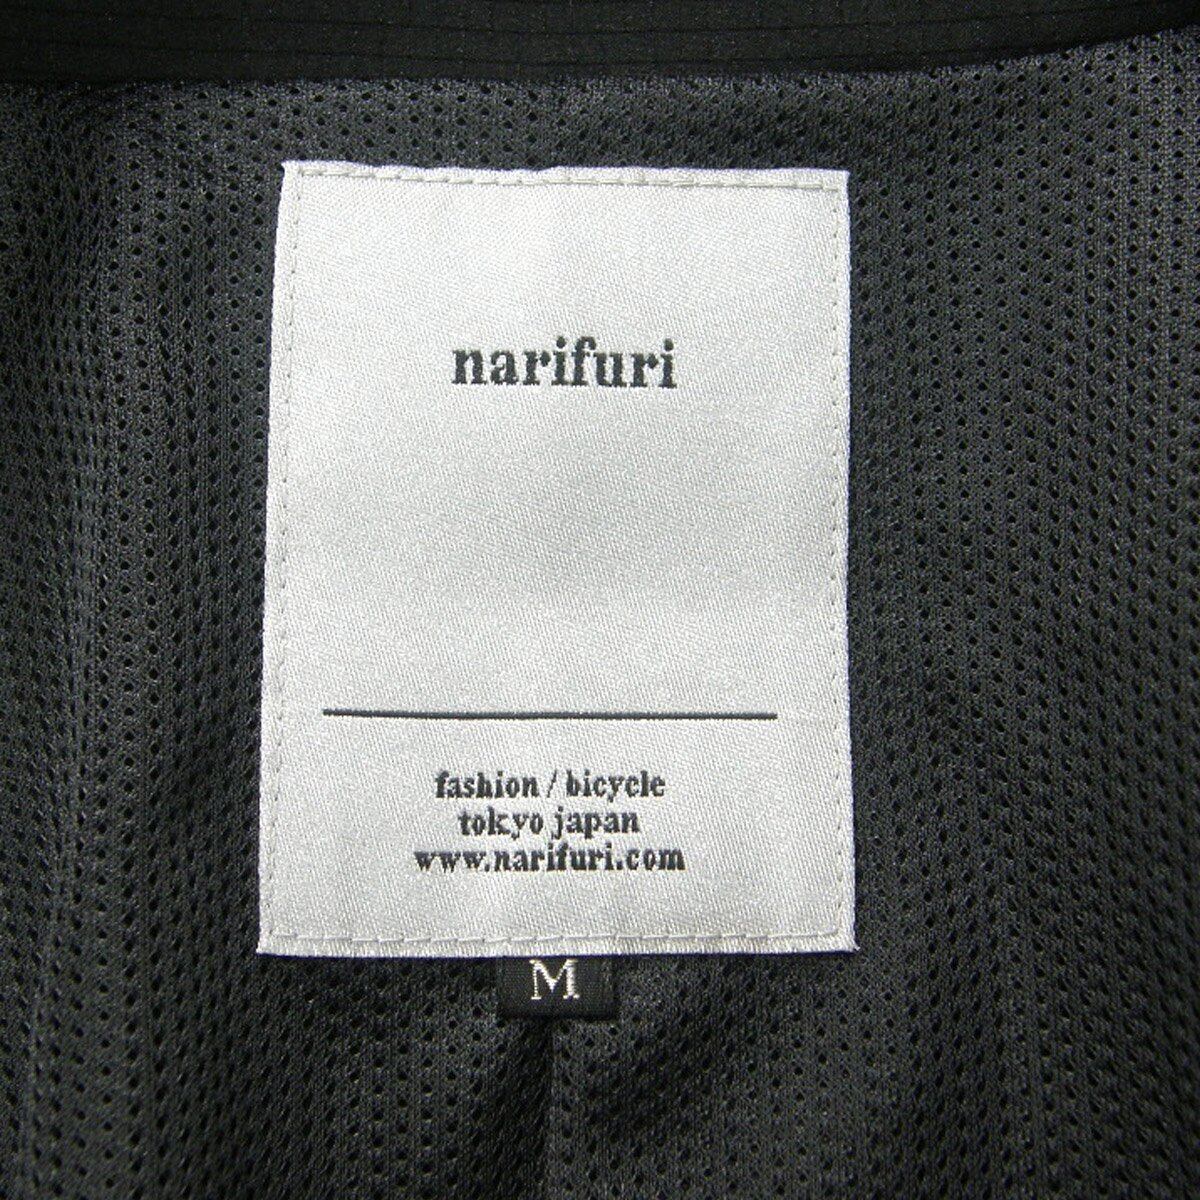 narifuri
fashion / bicycle
tokyo japan
www.narifuri.com
M